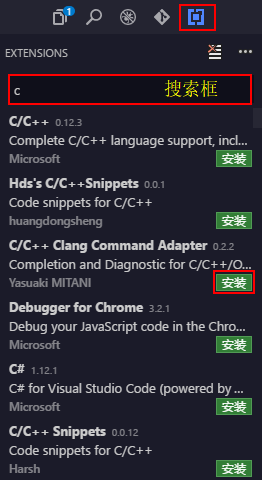 1
EXTENSIONS
c 搜索框
C/C++ 0.12.3
Complete C/C++ language support, incl...
Microsoft 安装
Hds's C/C++Snippets 0.0.1
Code snippets for C/C++
huangdongsheng 安装
C/C++ Clang Command Adapter 0.2.2
Completion and Diagnostic for C/C++/O...
Yasuaki MITANI 安装
Debugger for Chrome 3.2.1
Debug your JavaScript code in the Chro...
Microsoft 安装
C# 1.12.1
C# for Visual Studio Code (powered by ...
Microsoft 安装
C/C++ Snippets 0.0.12
Code snippets for C/C++
Harsh 安装